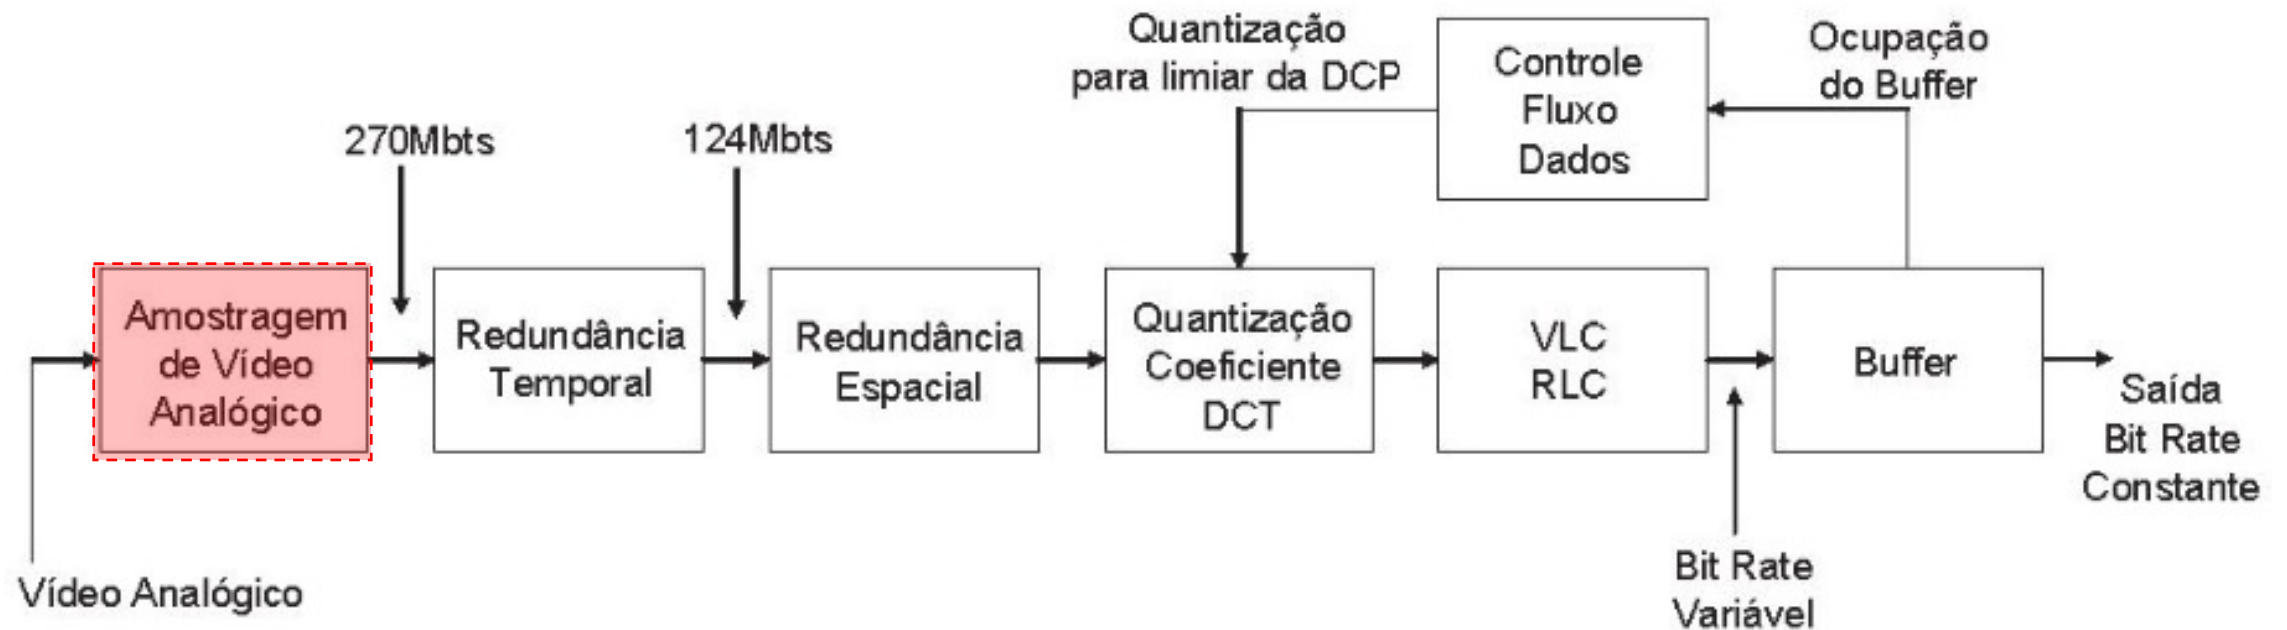 Quantização
para limiar da DCP
Controle
Fluxo
Dados
Ocupação
do Buffer
270Mbts
124Mbts
Amostragem
de Vídeo
Analógico
Redundância
Temporal
Redundância
Espacial
Quantização
Coeficiente
DCT
VLC
RLC
Buffer
Saída
Bit Rate
Constante
Vídeo Analógico
Bit Rate
Variável